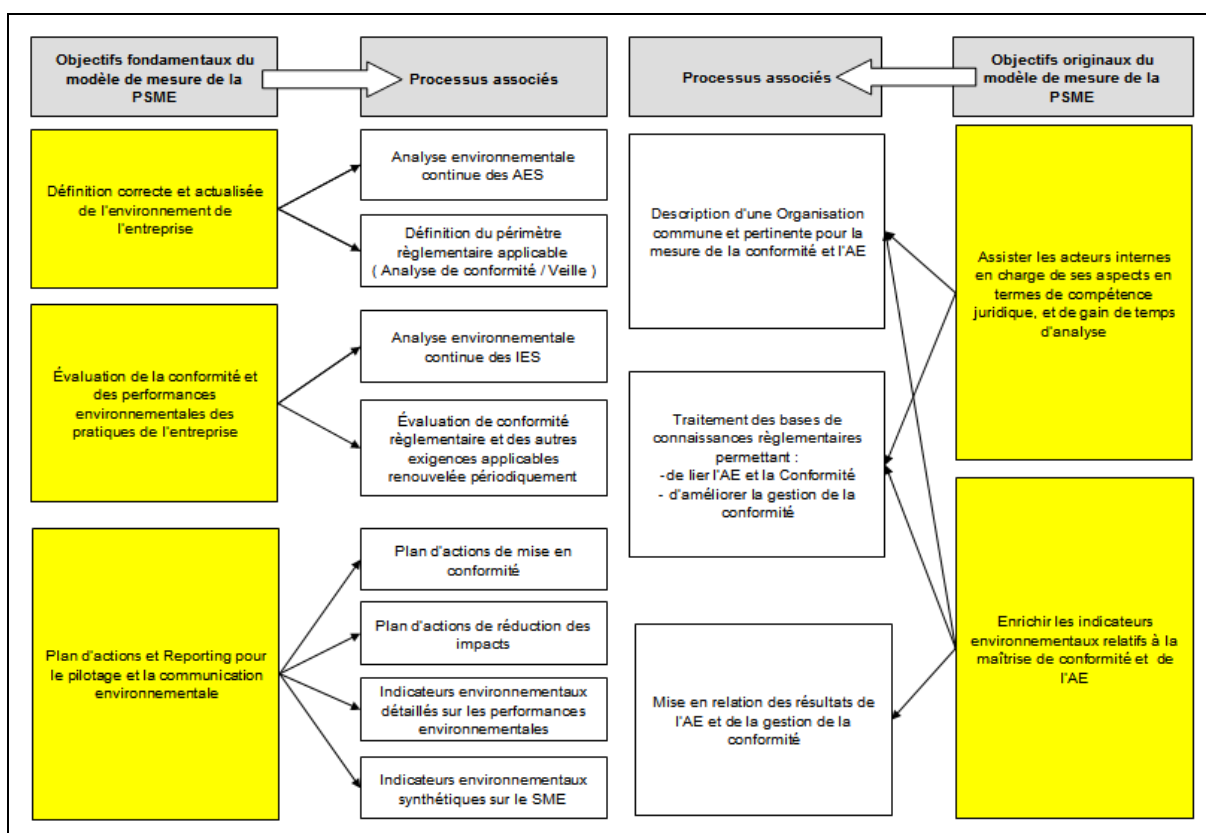 Objectifs fondamentaux du
modèle de mesure de la
PSME
Processus associés
Processus associés
Objectifs originaux du
modèle de mesure de la
PSME
Définition correcte et actualisée
de l'environnement de
l'entreprise
Analyse environnementale
continue des AES
Définition du périmètre
règlementaire applicable
( Analyse de conformité / Veille )
Évaluation de la conformité et
des performances
environnementales des
pratiques de l'entreprise
Analyse environnementale
continue des IES
Évaluation de conformité
règlementaire et des autres
exigences applicables
renouvelée périodiquement
Plan d'actions et Reporting pour
le pilotage et la communication
environnementale
Plan d'actions de mise en
conformité
Plan d'actions de réduction des
impacts
Indicateurs environnementaux
détaillés sur les performances
environnementales
Indicateurs environnementaux
synthétiques sur le SME
Description d'une Organisation
commune et pertinente pour la
mesure de la conformité et l'AE
Traitement des bases de
connaissances règlementaires
permettant :
-de lier l'AE et la Conformité
- d'améliorer la gestion de la
conformité
Mise en relation des résultats de
l'AE et de la gestion de la
conformité
Assister les acteurs internes
en charge de ses aspects en
termes de compétence
juridique, et de gain de temps
d'analyse
Enrichir les indicateurs
environnementaux relatifs à la
maîtrise de conformité et de
l'AE